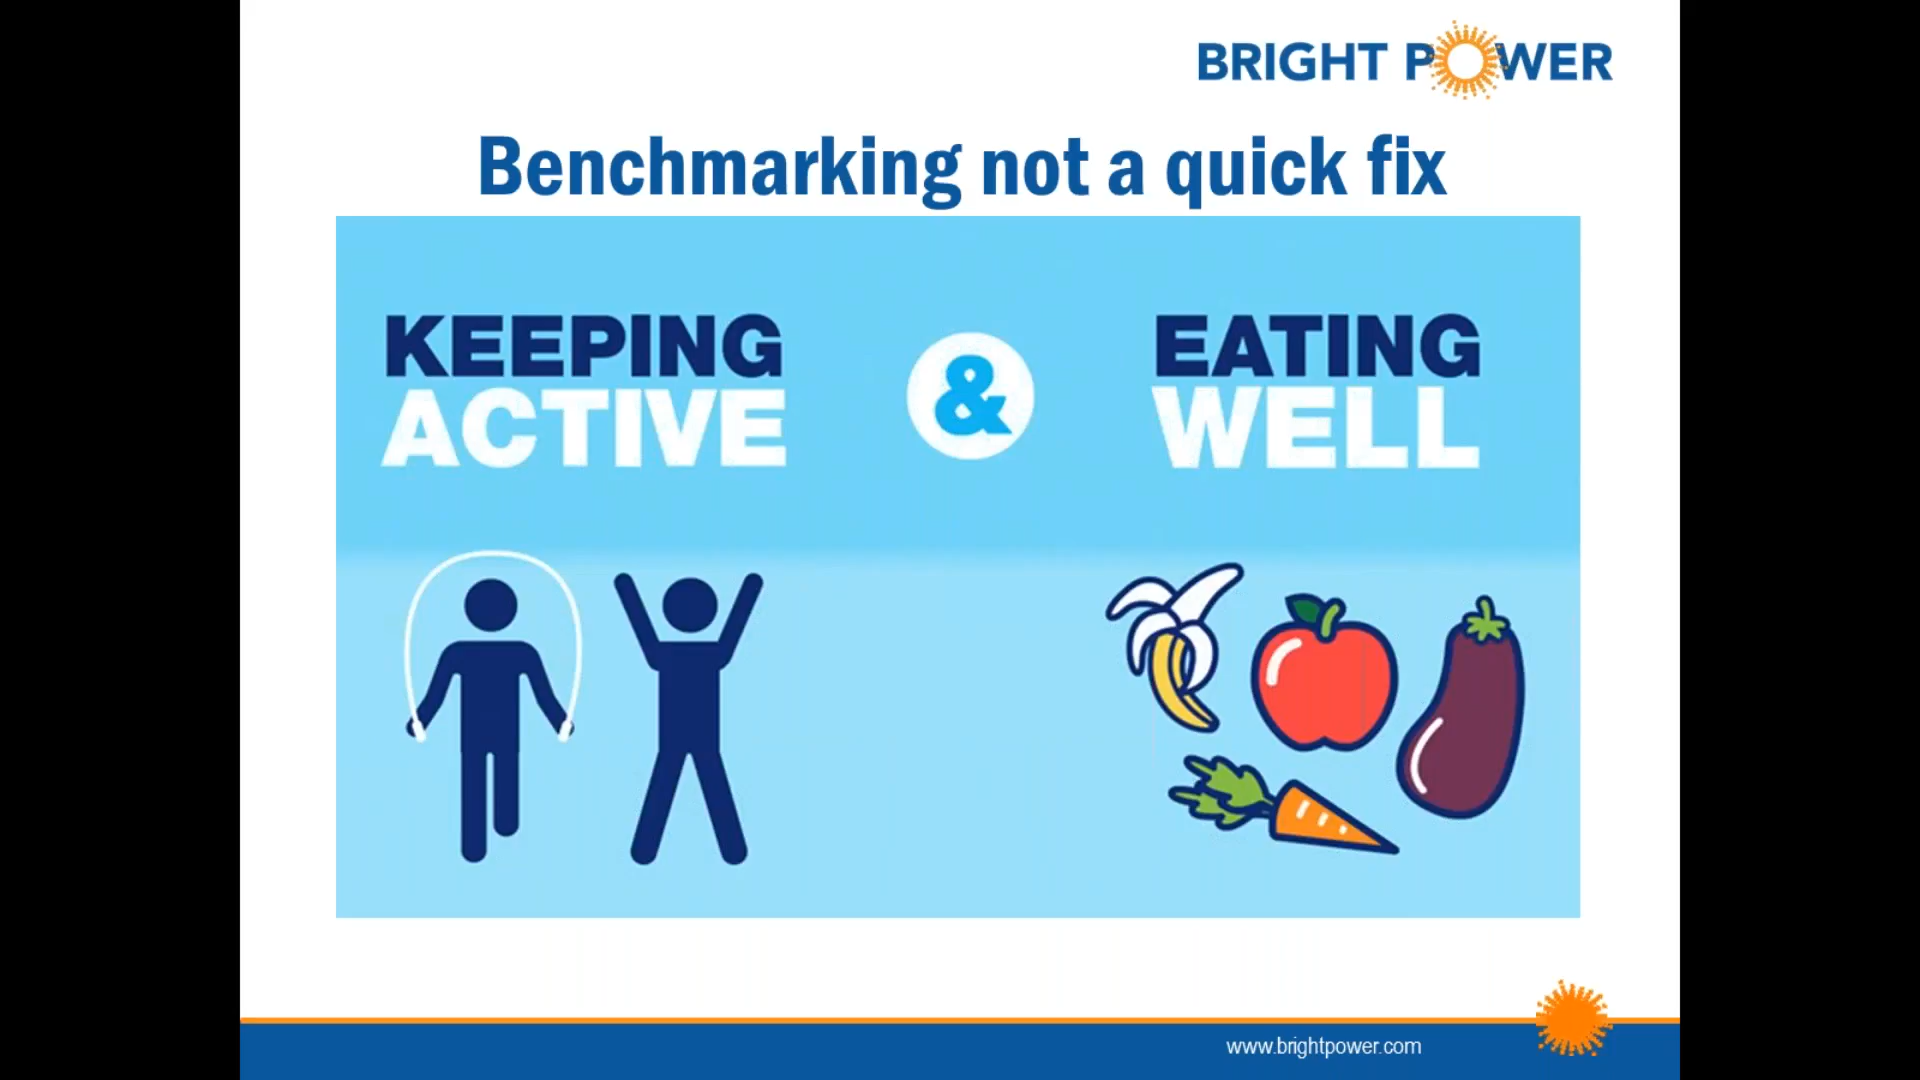 BRIGHT POWER
Benchmarking not a quick fix
KEEPING
ACTIVE
&
EATING
WELL
www.brightpower.com